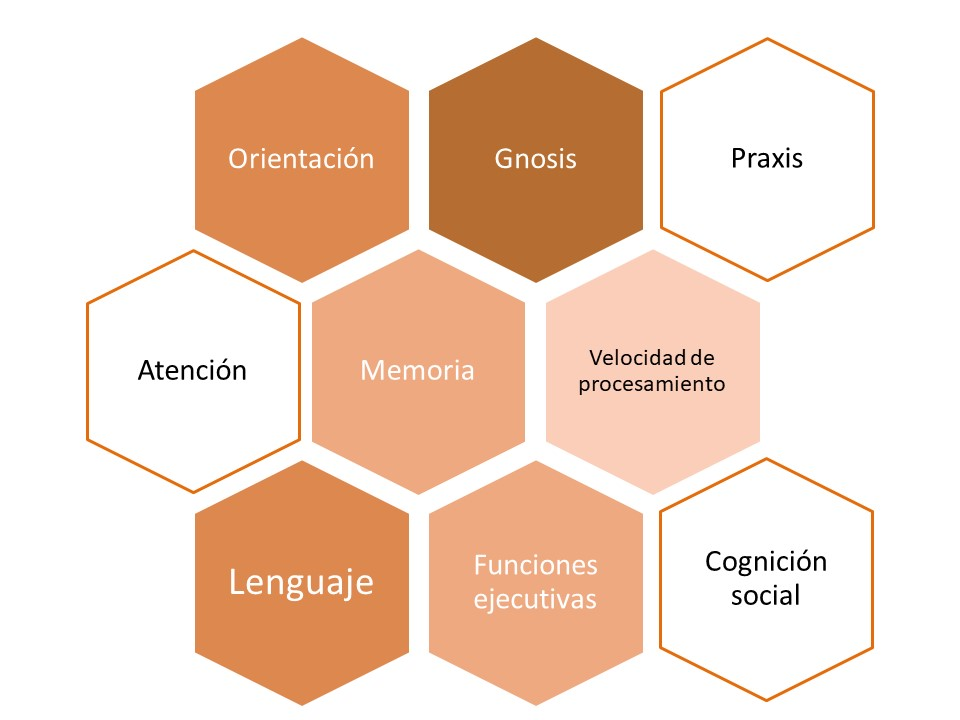 Orientación
Gnosis
Praxis
Atención
Memoria
Velocidad de
procesamiento
Lenguaje
Funciones
ejecutivas
Cognición
social